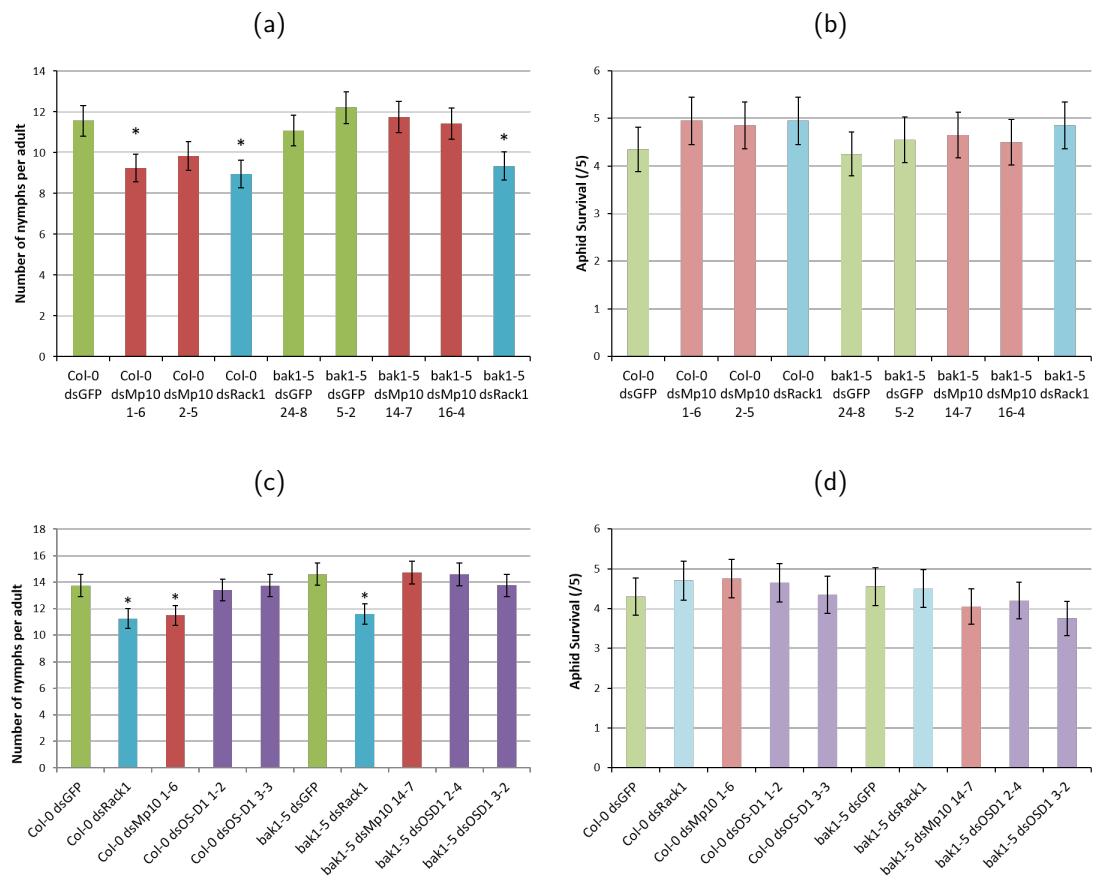 (a)
Number of nymphs per adult
14
12
10
8
6
4
2
0
*
*
*
Col-0
dsGFP
Col-0
dsMp10
1-6
Col-0
dsMp10
2-5
Col-0
dsRack1
bak1-5
dsGFP
24-8
bak1-5
dsGFP
5-2
bak1-5
dsMp10
14-7
bak1-5
dsMp10
16-4
bak1-5
dsRack1
(b)
Aphid Survival (/5)
6
5
4
3
2
1
0
Col-0
dsGFP
Col-0
dsMp10
1-6
Col-0
dsMp10
2-5
Col-0
dsRack1
bak1-5
dsGFP
24-8
bak1-5
dsGFP
5-2
bak1-5
dsMp10
14-7
bak1-5
dsMp10
16-4
bak1-5
dsRack1
(c)
Number of nymphs per adult
18
16
14
12
10
8
6
4
2
0
*
*
*
Col-0 dsGFP
Col-0 dsRack1
Col-0 dsMp10 1-6
Col-0 dsOS-D1 1-2
Col-0 dsOS-D1 3-3
bak1-5 dsGFP
bak1-5 dsRack1
bak1-5 dsMp10 14-7
bak1-5 dsOSD1 2-4
bak1-5 dsOSD1 3-2
(d)
Aphid Survival (/5)
6
5
4
3
2
1
0
Col-0 dsGFP
Col-0 dsRack1
Col-0 dsMp10 1-6
Col-0 dsOS-D1 1-2
Col-0 dsOS-D1 3-3
bak1-5 dsGFP
bak1-5 dsRack1
bak1-5 dsMp10 14-7
bak1-5 dsOSD1 2-4
bak1-5 dsOSD1 3-2